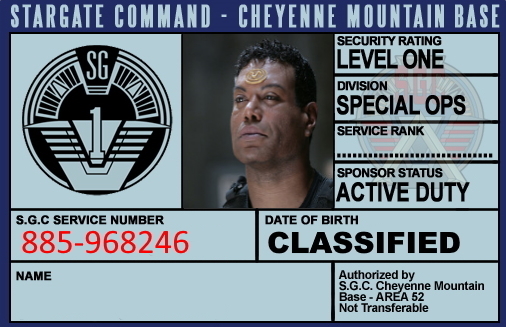 STARGATE COMMAND - CHEYENNE MOUNTAIN BASE
SG
1
SECURITY RATING
LEVEL ONE
DIVISION
SPECIAL OPS
SERVICE RANK
SPONSOR STATUS
ACTIVE DUTY
S.G.C SERVICE NUMBER
885-968246
DATE OF BIRTH
CLASSIFIED
NAME
Authorized by
S.G.C. Cheyenne Mountain
Base - AREA 52
Not Transferable